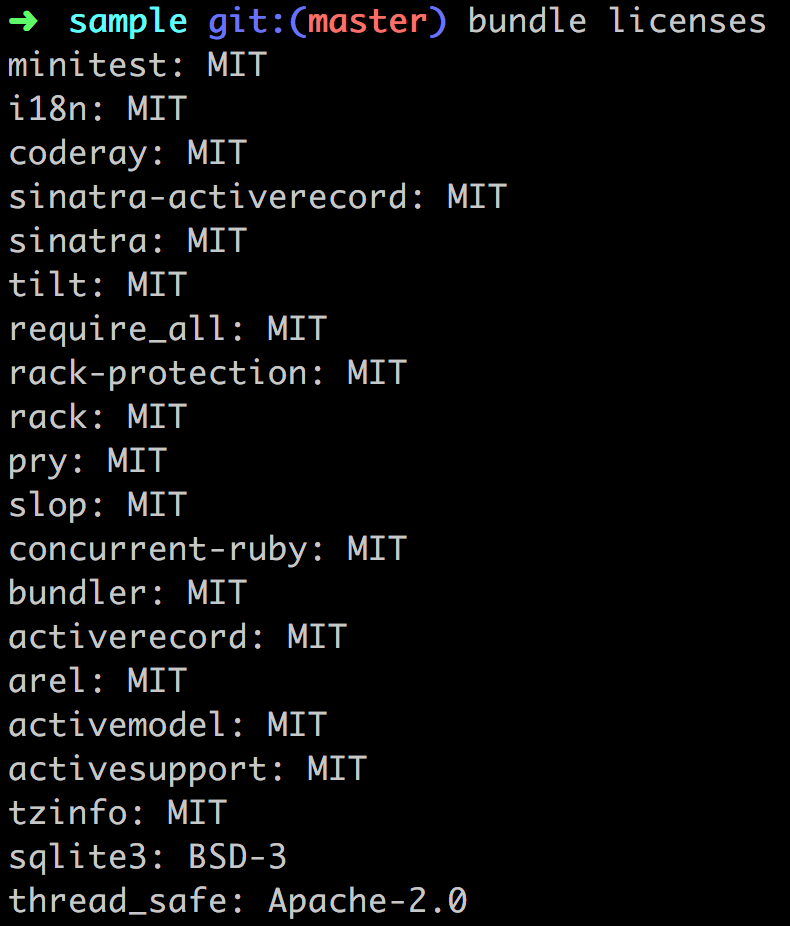 ➜ sample git:(master) bundle licenses
minitest: MIT
i18n: MIT
coderay: MIT
sinatra-activerecord: MIT
sinatra: MIT
tilt: MIT
require_all: MIT
rack-protection: MIT
rack: MIT
pry: MIT
slop: MIT
concurrent-ruby: MIT
bundler: MIT
activerecord: MIT
arel: MIT
activemodel: MIT
activesupport: MIT
tzinfo: MIT
sqlite3: BSD-3
thread_safe: Apache-2.0